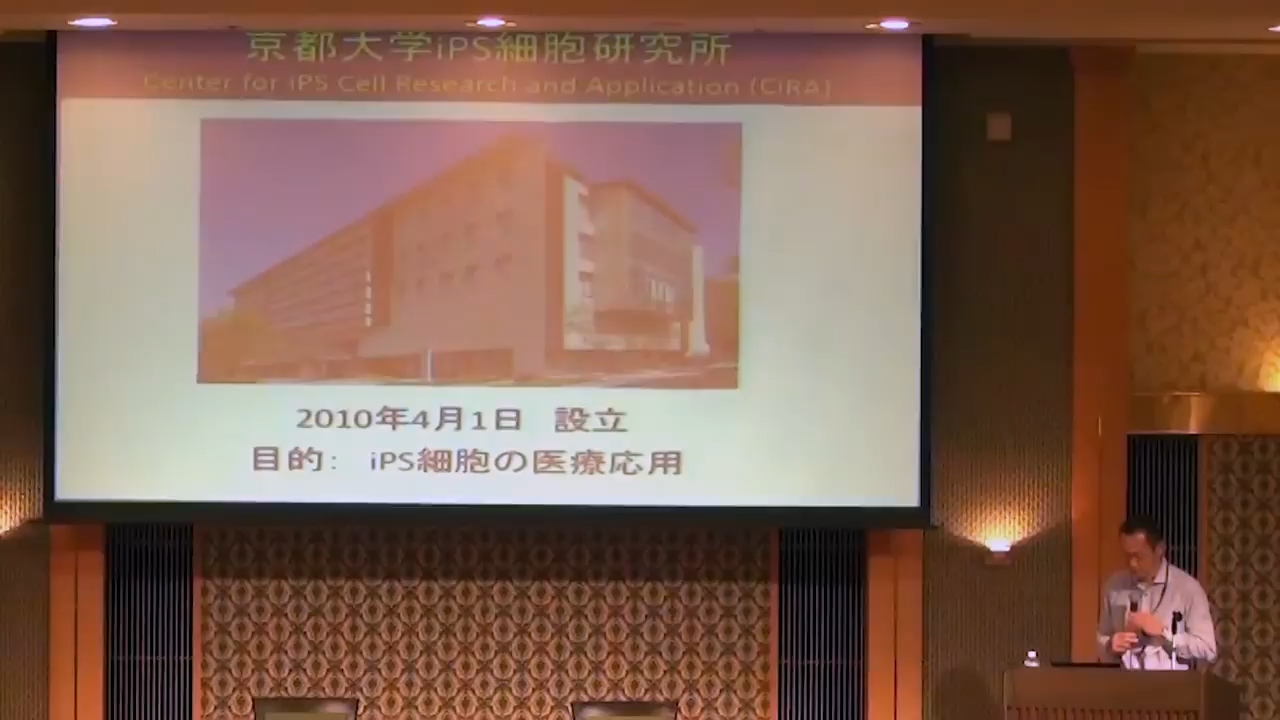 京都大学iPS細胞研究所
Center for iPS Cell Research and Application (CiRA)
2010年4月1日 設立
目的: iPS細胞の医療応用